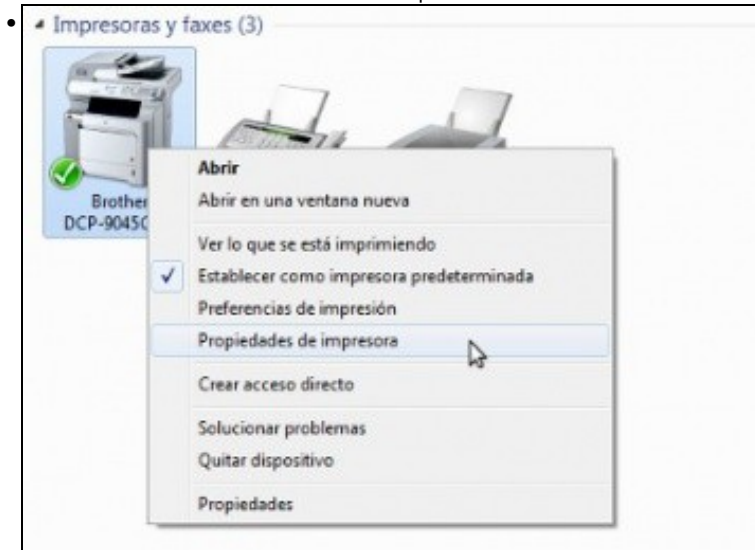 Impresoras y faxes (3)
Brother
DCP-9045C
Abrir
Abrir en una ventana nueva
Ver lo que se está imprimiendo
Establecer como impresora predeterminada
Preferencias de impresión
Propiedades de impresora
Crear acceso directo
Solucionar problemas
Quitar dispositivo
Propiedades